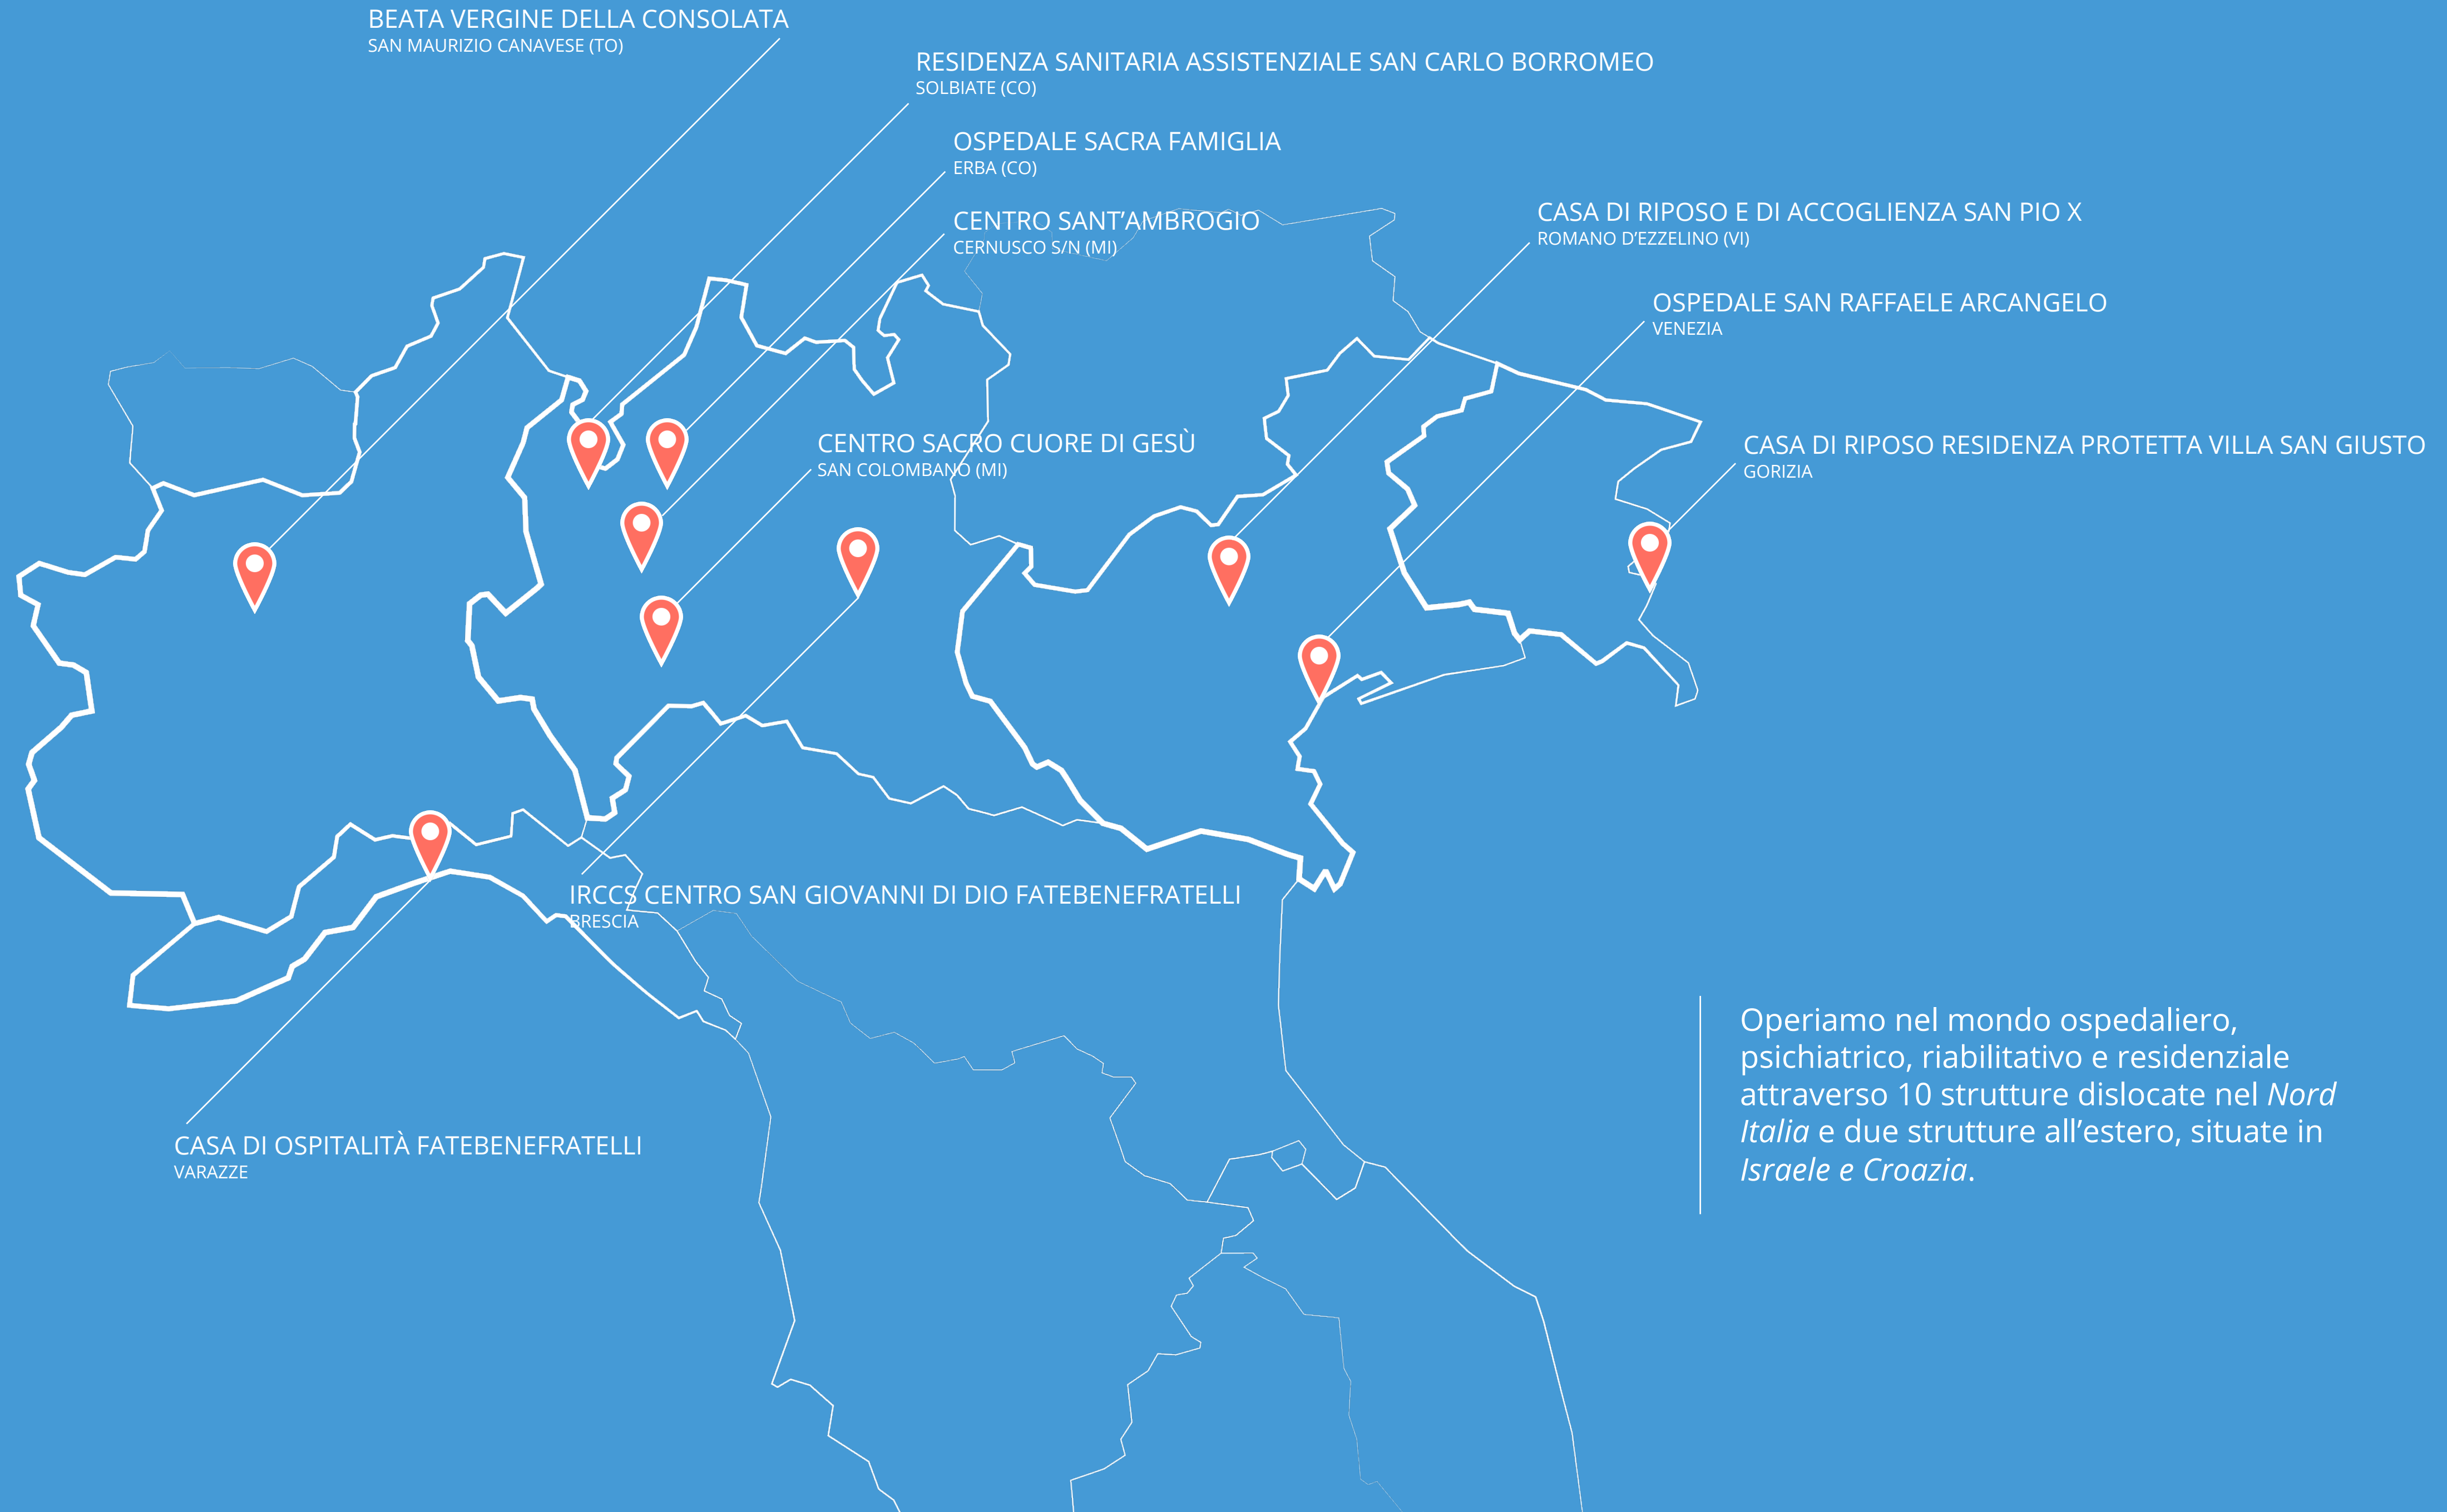 BEATA VERGINE DELLA CONSOLATA
SAN MAURIZIO CANAVESE (TO)
RESIDENZA SANITARIA ASSISTENZIALE SAN CARLO BORROMEO
SOLBIATE (CO)
OSPEDALE SACRA FAMIGLIA
ERBA (CO)
CENTRO SANT’AMBROGIO
CERNUSCO S/N (MI)
CASA DI RIPOSO E DI ACCOGLIENZA SAN PIO X
ROMANO D’EZZELINO (VI)
OSPEDALE SAN RAFFAELE ARCANGELO
VENEZIA
CENTRO SACRO CUORE DI GESÙ
SAN COLOMBANO (MI)
CASA DI RIPOSO RESIDENZA PROTETTA VILLA SAN GIUSTO
GORIZIA
IRCCS CENTRO SAN GIOVANNI DI DIO FATEBENEFRATELLI
BRESCIA
CASA DI OSPITALITÀ FATEBENEFRATELLI
VARAZZE
Operiamo nel mondo ospedaliero,
psichiatrico, riabilitativo e residenziale
attraverso 10 strutture dislocate nel Nord
Italia e due strutture all’estero, situate in
Israele e Croazia.